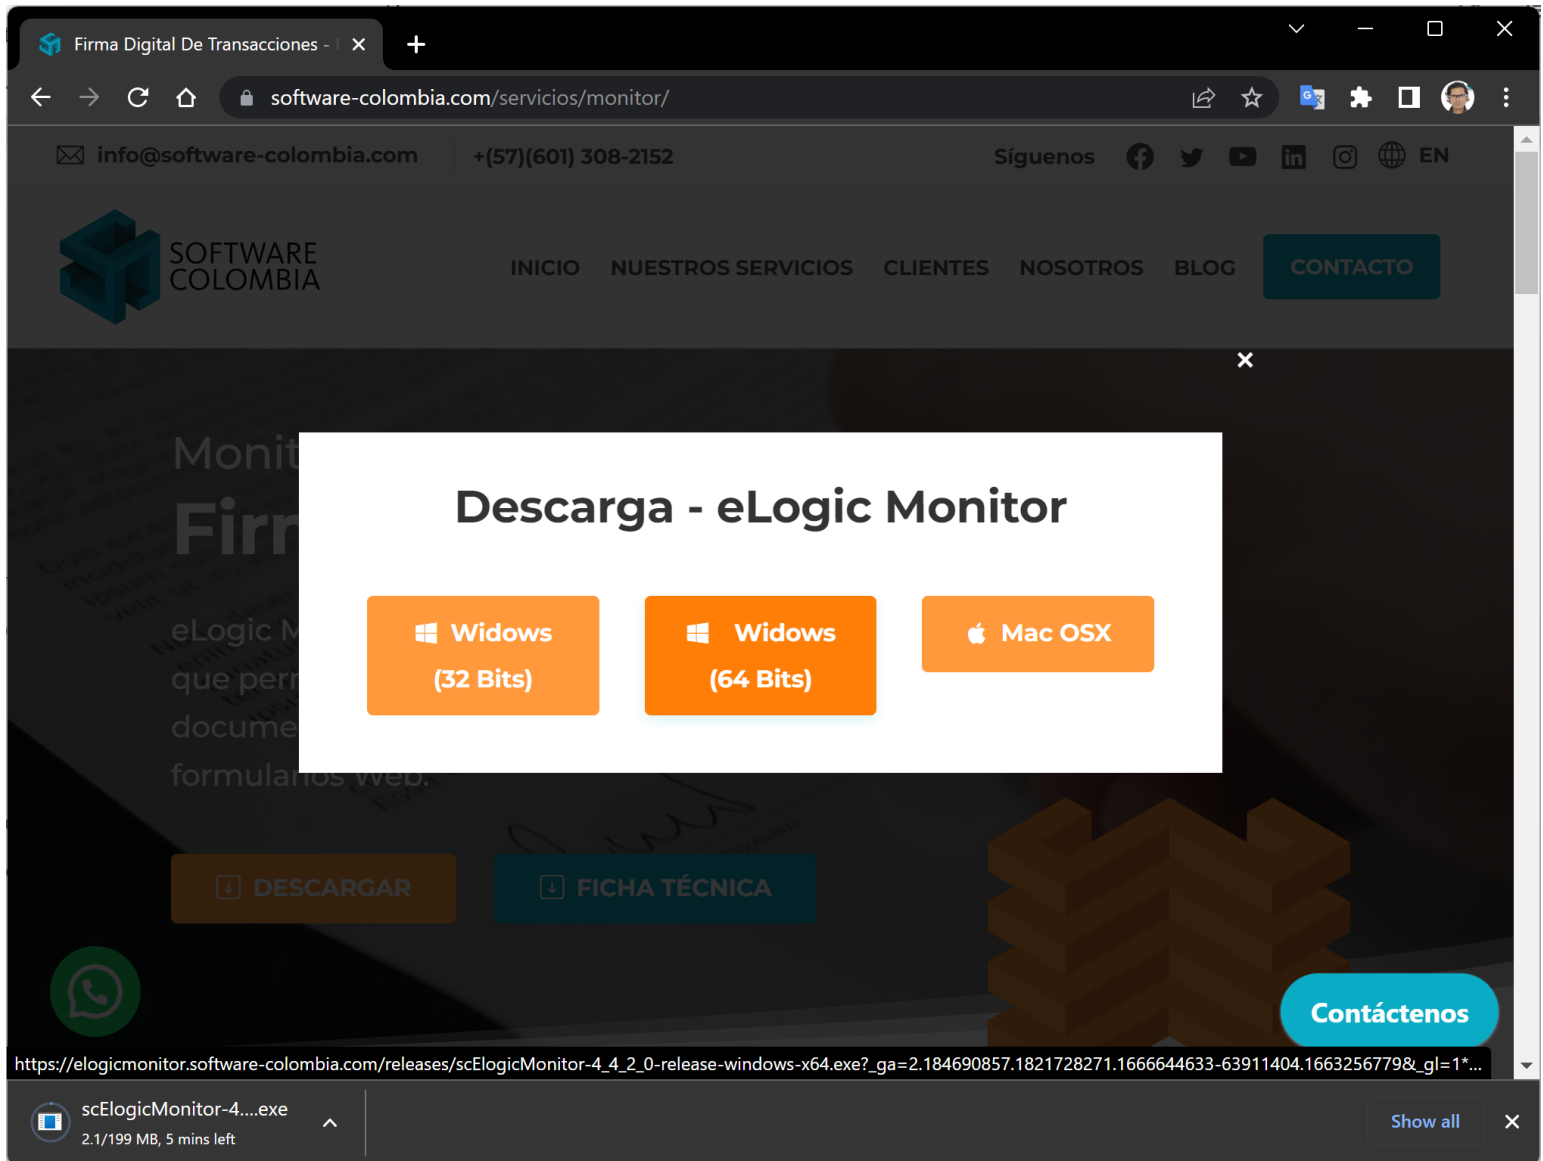 Firma Digital De Transacciones -
software-colombia.com/servicios/monitor/
info@software-colombia.com
+(57)(601) 308-2152
Síguenos
EN
SOFTWARE
COLOMBIA
INICIO
NUESTROS SERVICIOS
CLIENTES
NOSOTROS
BLOG
CONTACTO
Monit
Firm
Descarga - eLogic Monitor
Widows
(32 Bits)
Widows
(64 Bits)
Mac OSX
eLogic M
que perm
docume
formularios Web.
DESCARGAR
FICHA TÉCNICA
Contáctenos
https://elogicmonitor.software-colombia.com/releases/scElogicMonitor-4_4_2_0-release-windows-x64.exe?_ga=2.184690857.1821728271.1666644633-63911404.1663256779&_gl=1*...
scElogicMonitor-4....exe
2.1/199 MB, 5 mins left
Show all